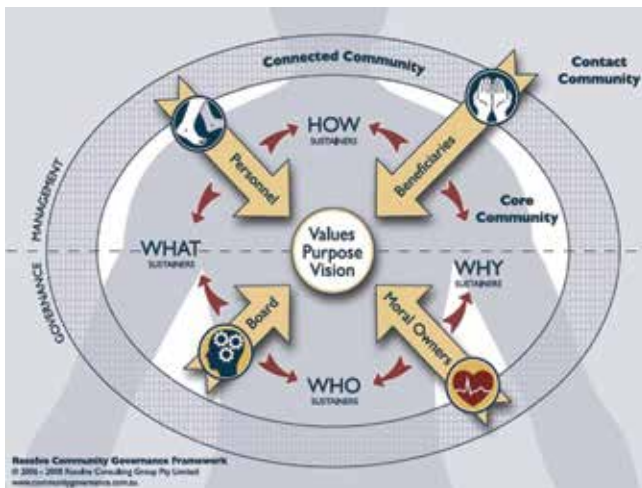 Connected Community
Contact
Community
HOW
SUSTAINERS
Personnel
Beneficiaries
Core
Community
MANAGEMENT
GOVERNANCE
WHAT
SUSTAINERS
Values
Purpose
Vision
WHY
SUSTAINERS
Board
Moral Owners
WHO
SUSTAINERS
Resolve Community Governance Framework
© 2006 - 2008 Resolve Consulting Group Pty Limited
www.communitygovernance.com.au